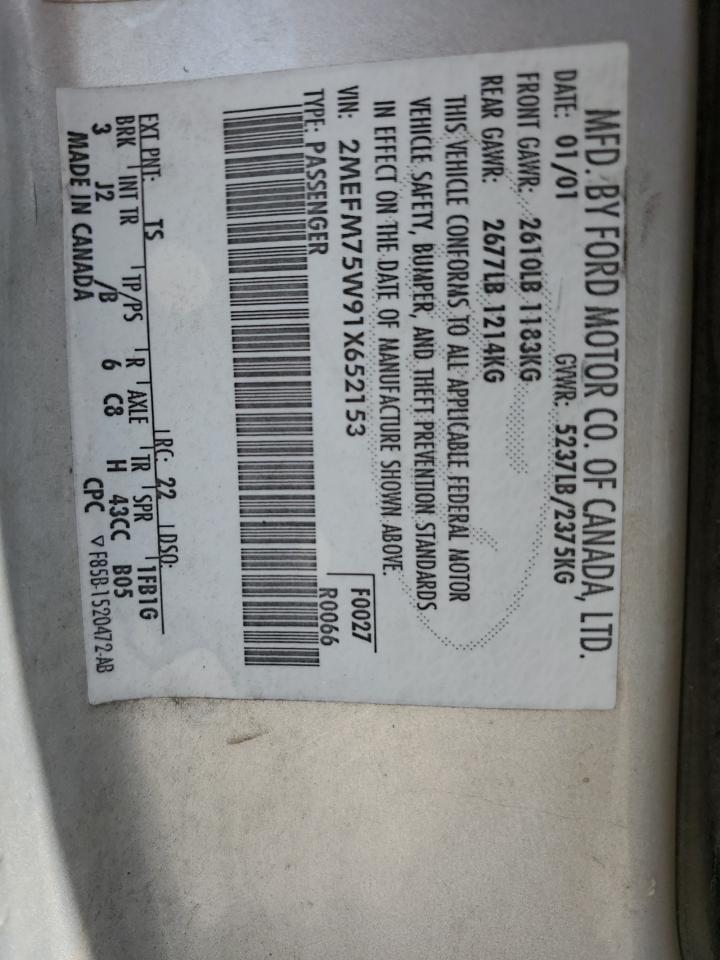 MFD. BY FORD MOTOR CO. OF CANADA, LTD.
DATE: 01/01 GVWR: 5237LB/2375KG
FRONT GAWR: 2610LB 1183KG
REAR GAWR: 2677LB 1214KG
THIS VEHICLE CONFORMS TO ALL APPLICABLE FEDERAL MOTOR
VEHICLE SAFETY, BUMPER, AND THEFT PREVENTION STANDARDS
IN EFFECT ON THE DATE OF MANUFACTURE SHOWN ABOVE.
VIN: 2MEFM75W91X652153 F0027
TYPE: PASSENGER R0066
EXT PNT: TS RC: 22 DSO:
BRK INT TR TP/PS R AXLE TR SPR 1FB1G
3 J2 /B 6 C8 H 43CC B05
MADE IN CANADA CPC ▽F85B-1520472-AB